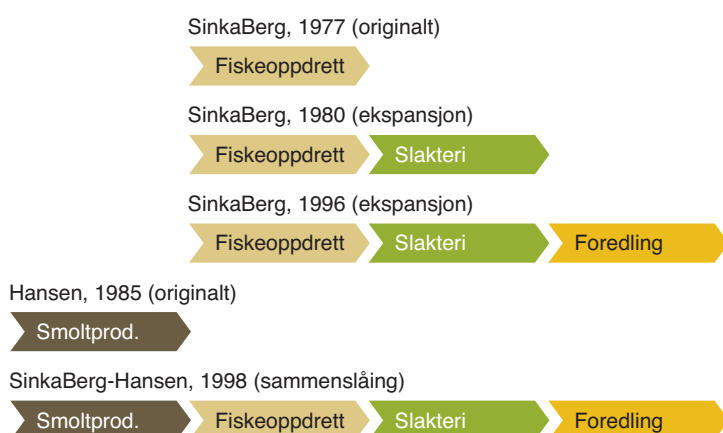 SinkaBerg, 1977 (originalt)
Fiskeoppdrett
SinkaBerg, 1980 (ekspansjon)
Fiskeoppdrett Slakteri
SinkaBerg, 1996 (ekspansjon)
Fiskeoppdrett Slakteri Foredling
Hansen, 1985 (originalt)
Smoltprod.
SinkaBerg-Hansen, 1998 (sammenslåing)
Smoltprod. Fiskeoppdrett Slakteri Foredling